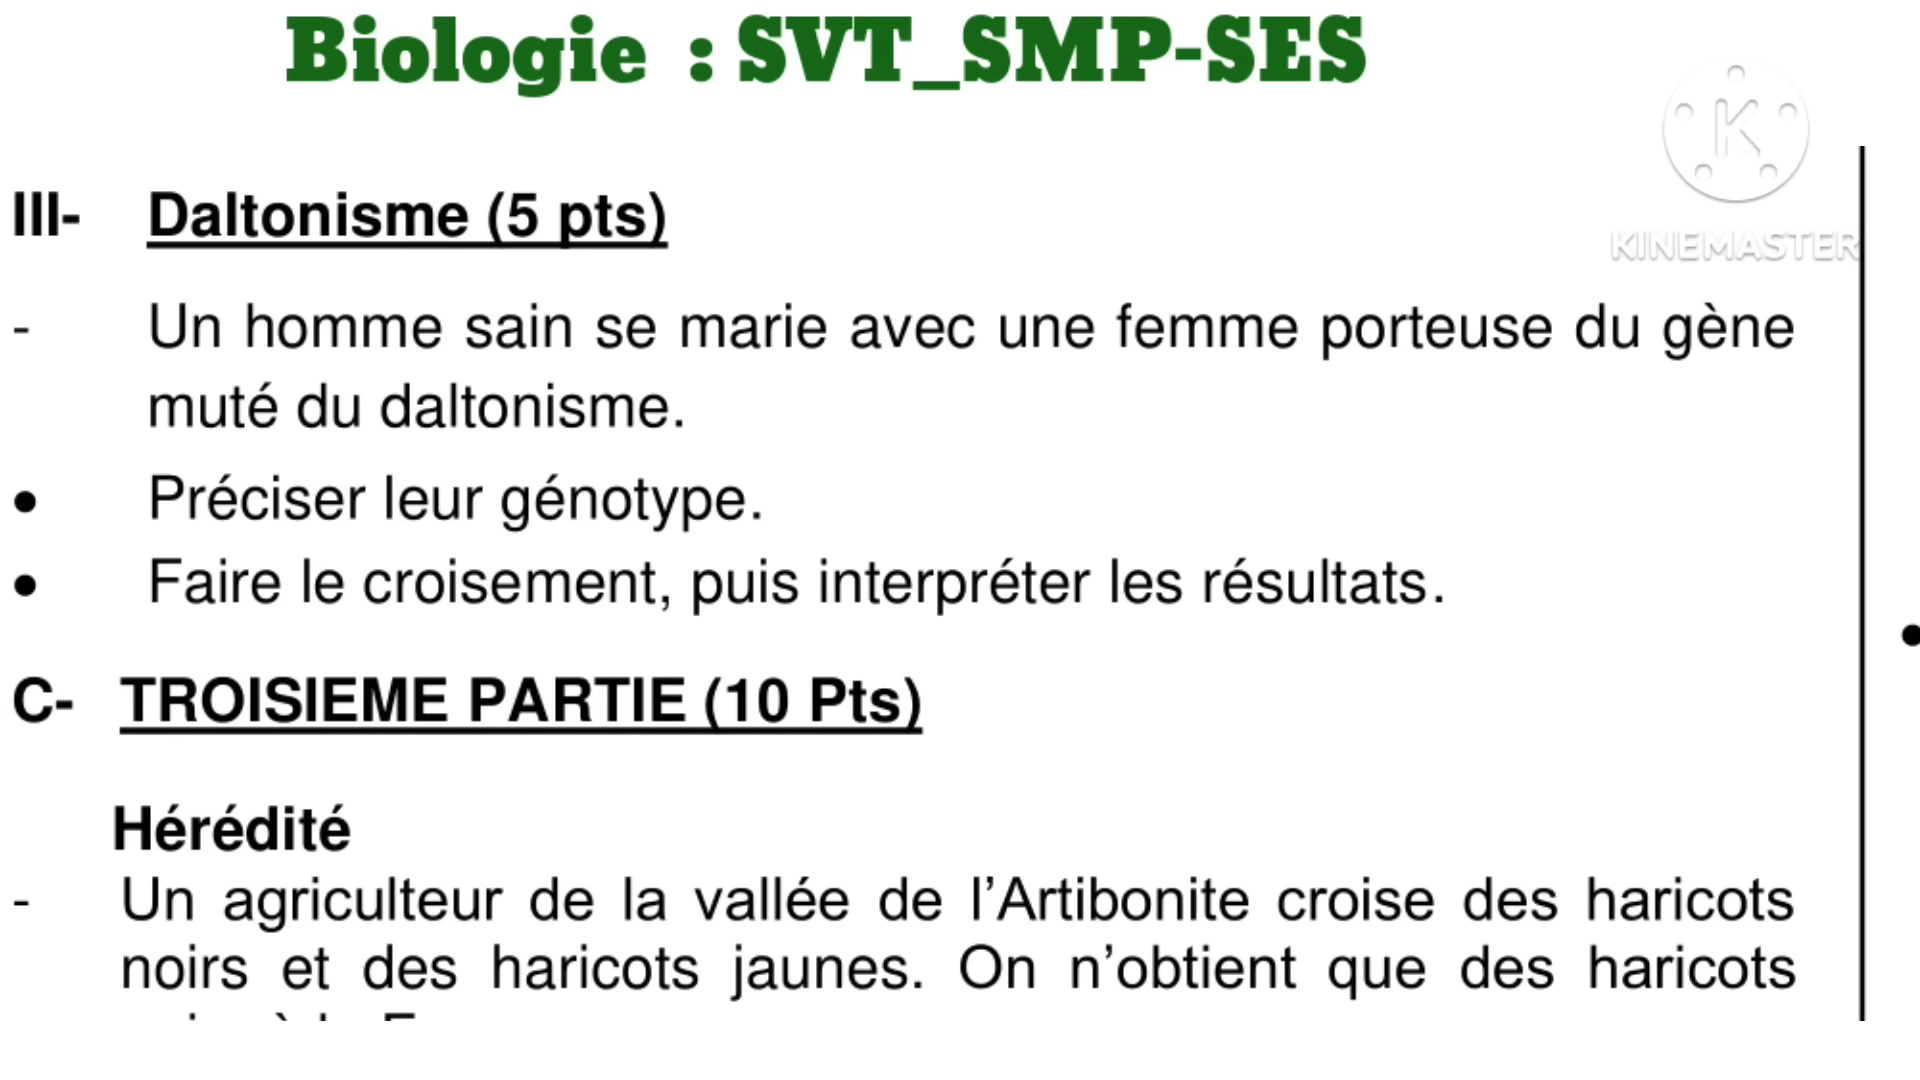 Biologie : SVT_SMP-SES
K
KINEMASTER
III- Daltonisme (5 pts)
- Un homme sain se marie avec une femme porteuse du gène
muté du daltonisme.
• Préciser leur génotype.
• Faire le croisement, puis interpréter les résultats.
C- TROISIEME PARTIE (10 Pts)
Hérédité
- Un agriculteur de la vallée de l’Artibonite croise des haricots
noirs et des haricots jaunes. On n’obtient que des haricots